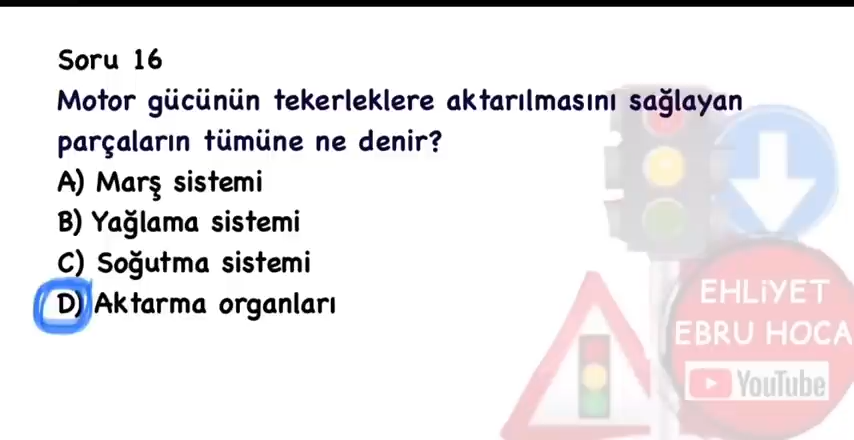 Soru 16
Motor gücünün tekerleklere aktarılmasını sağlayan
parçaların tümüne ne denir?
A) Marş sistemi
B) Yağlama sistemi
C) Soğutma sistemi
D) Aktarma organları
EHLİYET
EBRU HOCA
YouTube